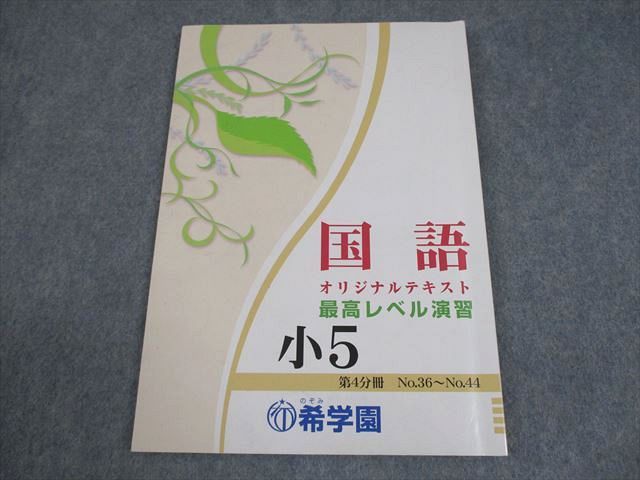 国語
オリジナルテキスト
最高レベル演習
小5
第4分冊 No.36〜No.44
のぞみ
希学園